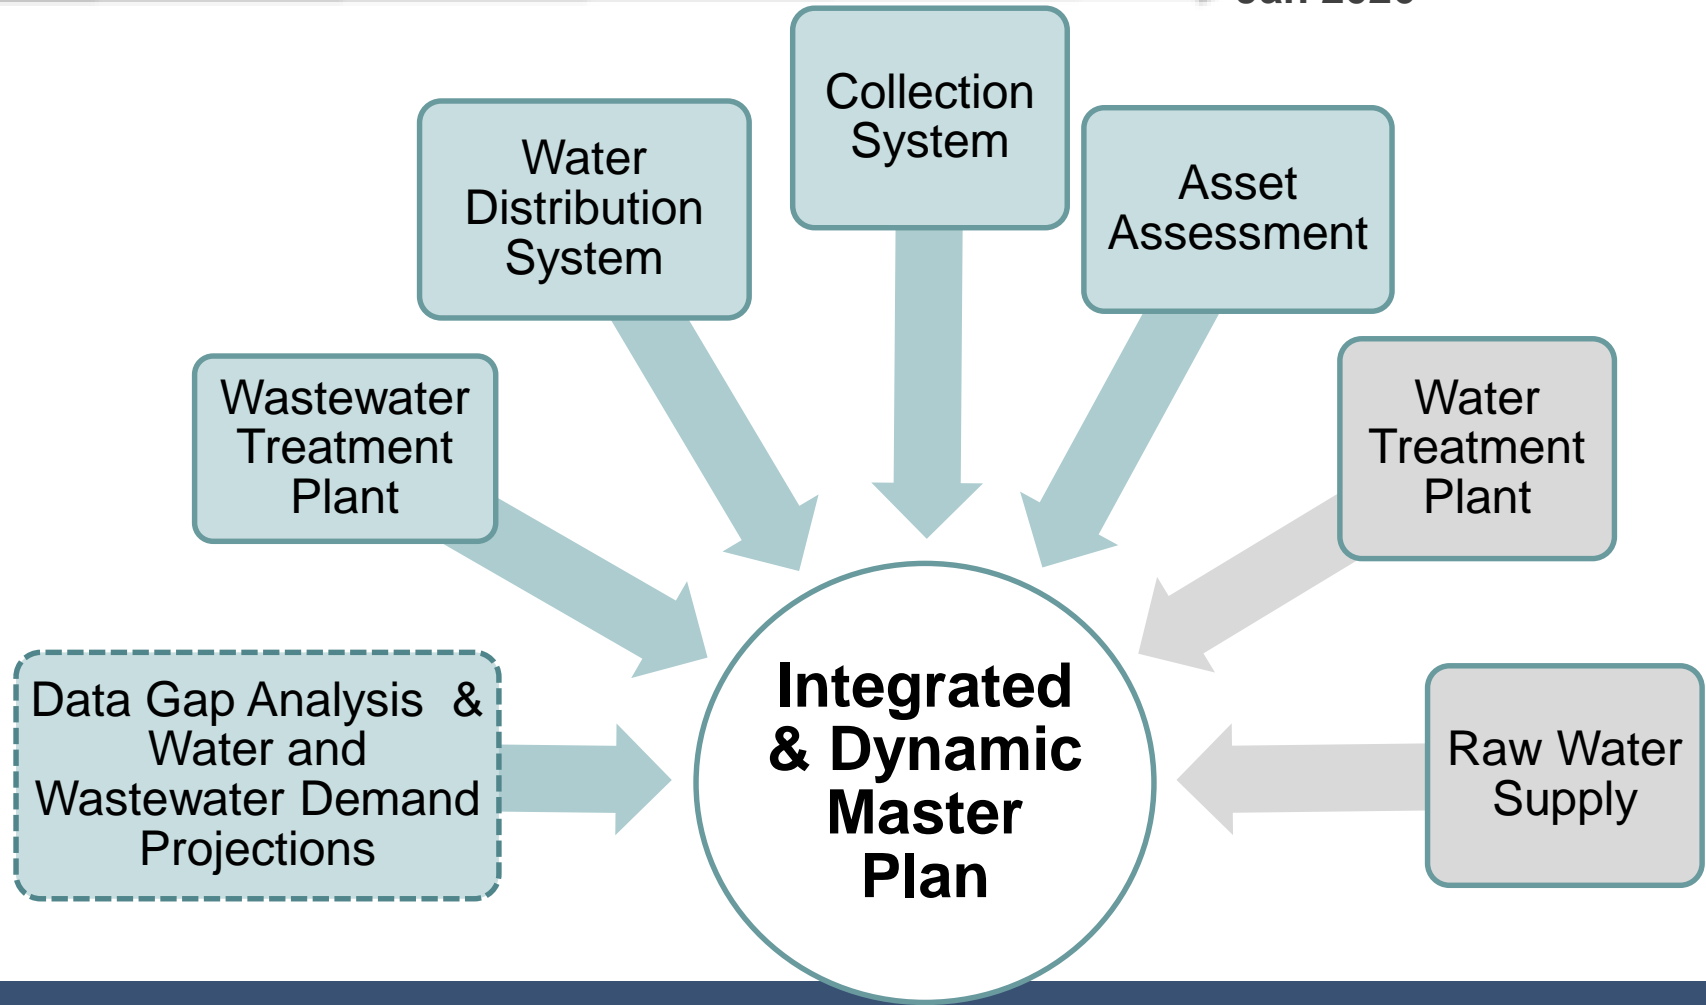 Collection
System
Water
Distribution
System
Asset
Assessment
Wastewater
Treatment
Plant
Water
Treatment
Plant
Data Gap Analysis & 
Water and
Wastewater Demand
Projections
Integrated
& Dynamic
Master
Plan
Raw Water
Supply